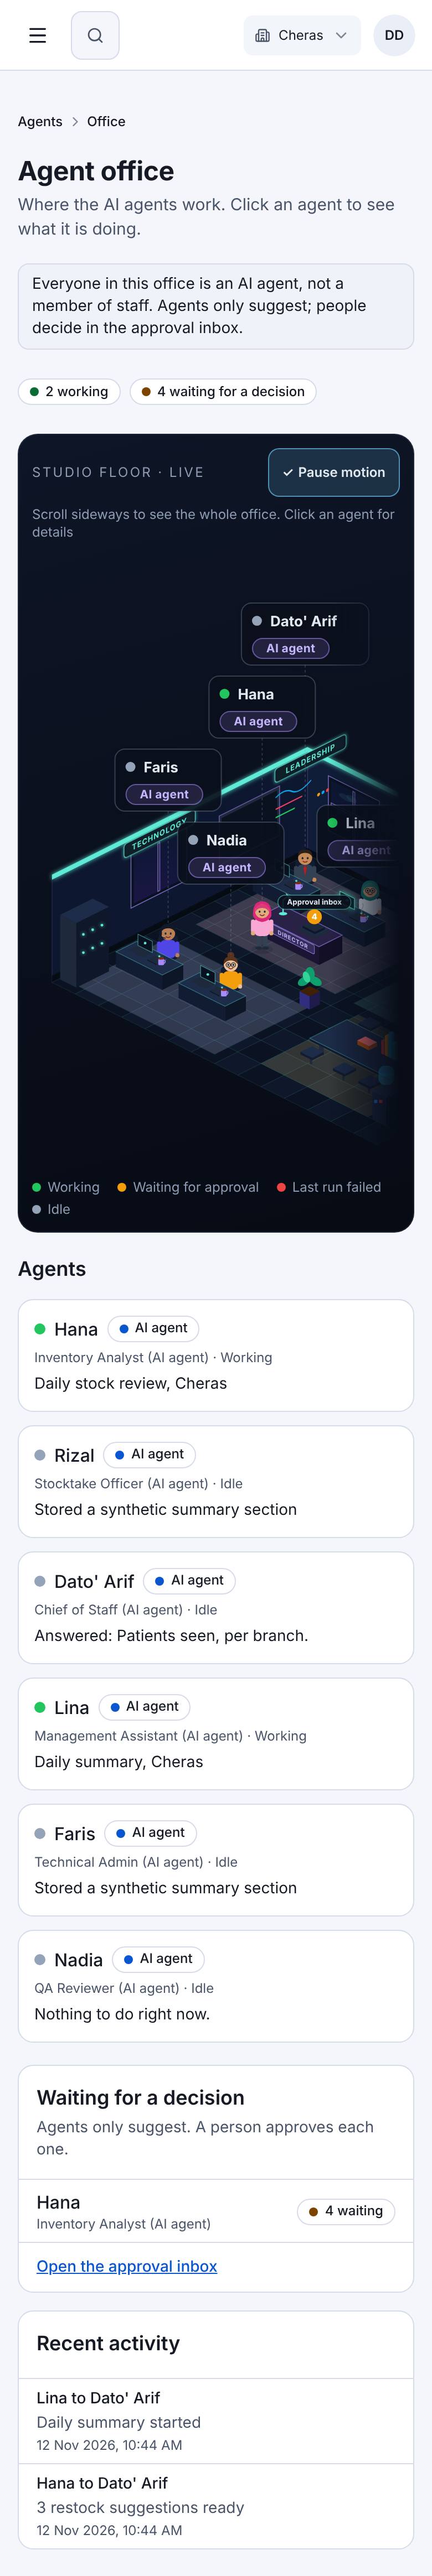 Cheras
DD
Agents > Office
Agent office
Where the AI agents work. Click an agent to see
what it is doing.
Everyone in this office is an AI agent, not a
member of staff. Agents only suggest; people
decide in the approval inbox.
2 working
4 waiting for a decision
STUDIO FLOOR · LIVE
✓ Pause motion
Scroll sideways to see the whole office. Click an agent for
details
Dato' Arif
AI agent
Hana
AI agent
LEADERSHIP
Faris
AI agent
Lina
AI agent
TECHNOLOGY
Nadia
AI agent
Approval inbox
4
DIRECTOR
Working
Waiting for approval
Last run failed
Idle
Agents
Hana
AI agent
Inventory Analyst (AI agent) · Working
Daily stock review, Cheras
Rizal
AI agent
Stocktake Officer (AI agent) · Idle
Stored a synthetic summary section
Dato' Arif
AI agent
Chief of Staff (AI agent) · Idle
Answered: Patients seen, per branch.
Lina
AI agent
Management Assistant (AI agent) · Working
Daily summary, Cheras
Faris
AI agent
Technical Admin (AI agent) · Idle
Stored a synthetic summary section
Nadia
AI agent
QA Reviewer (AI agent) · Idle
Nothing to do right now.
Waiting for a decision
Agents only suggest. A person approves each
one.
Hana
Inventory Analyst (AI agent)
4 waiting
Open the approval inbox
Recent activity
Lina to Dato' Arif
Daily summary started
12 Nov 2026, 10:44 AM
Hana to Dato' Arif
3 restock suggestions ready
12 Nov 2026, 10:44 AM